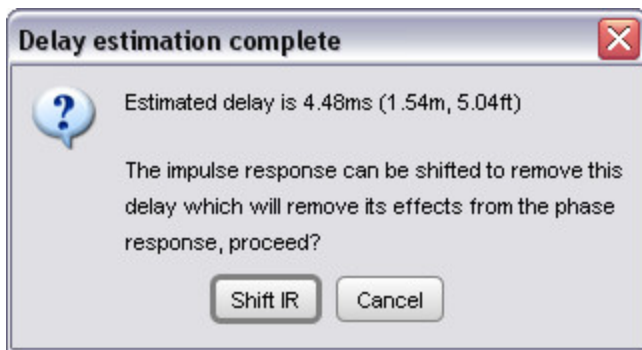 Delay estimation complete
Estimated delay is 4.48ms (1.54m, 5.04ft)
The impulse response can be shifted to remove this
delay which will remove its effects from the phase
response, proceed?
Shift IR
Cancel